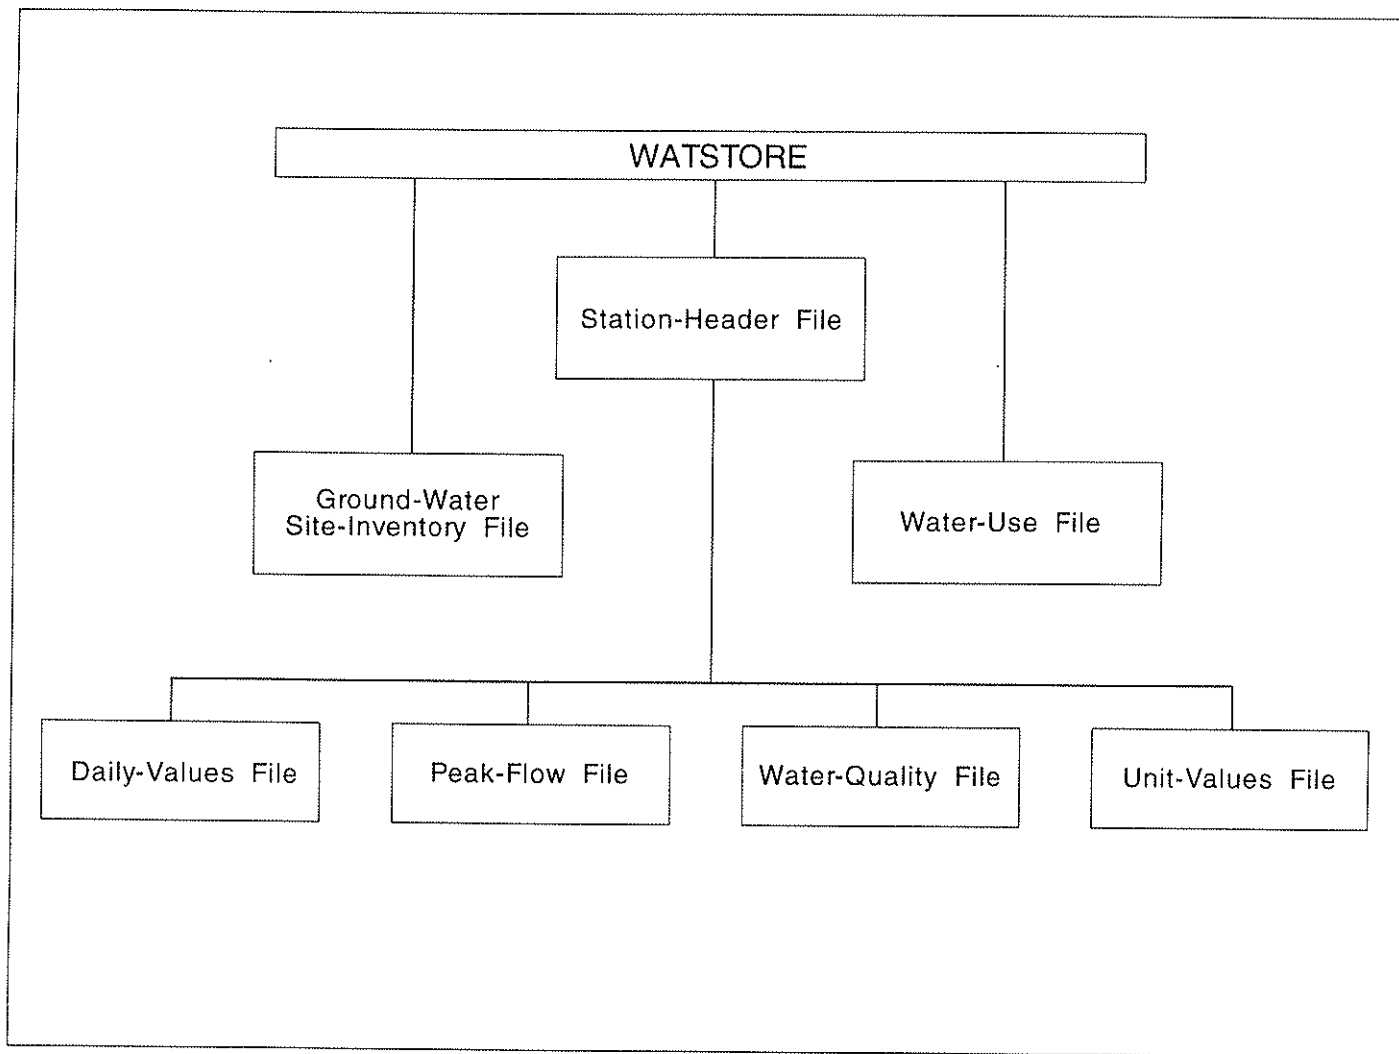 WATSTORE
Station-Header File
Ground-Water
Site-Inventory File
Water-Use File
Daily-Values File
Peak-Flow File
Water-Quality File
Unit-Values File